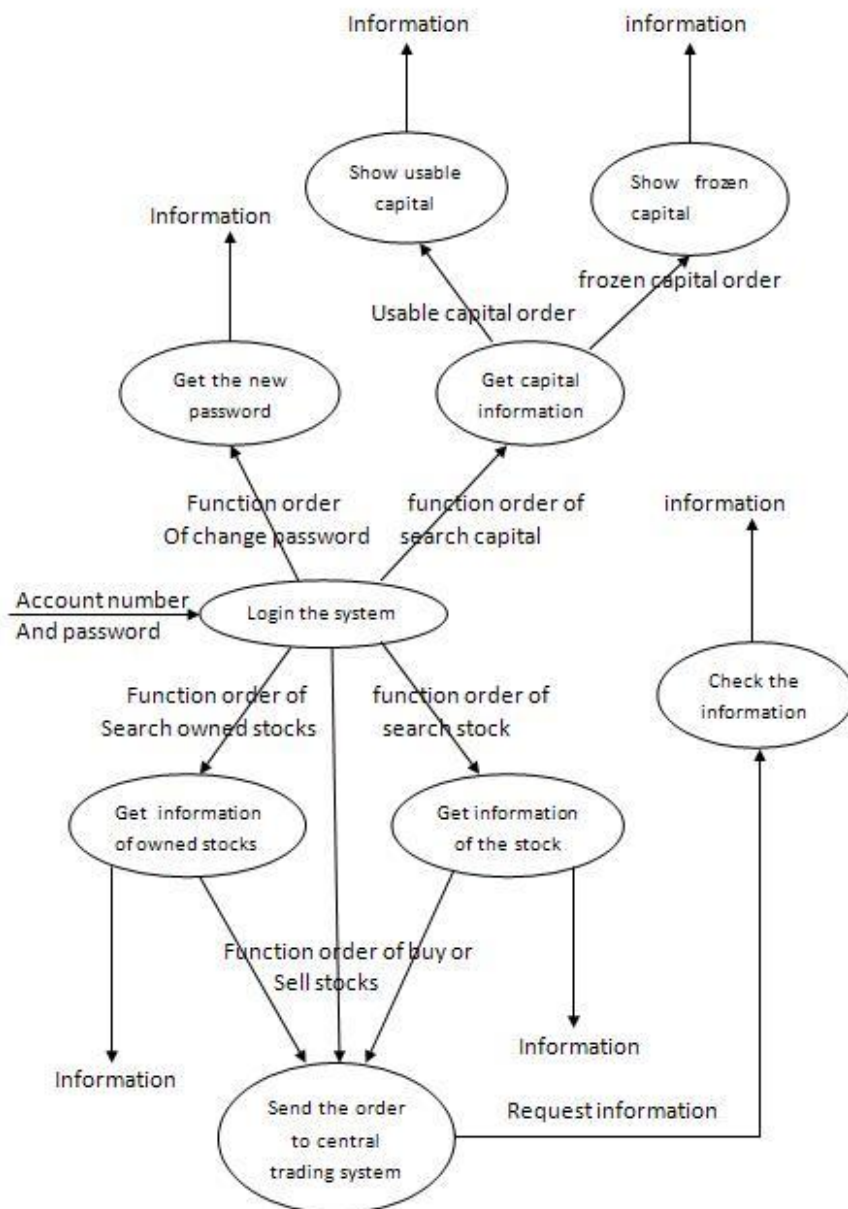 Information
information
Show usable
capital
Show frozen
capital
Information
frozen capital order
Usable capital order
Get the new
password
Get capital
information
Function order
Of change password
function order of
search capital
information
Account number
And password
Login the system
Check the
information
Function order of
Search owned stocks
function order of
search stock
Get information
of owned stocks
Get information
of the stock
Function order of buy or
Sell stocks
Information
Information
Send the order
to central
trading system
Request information